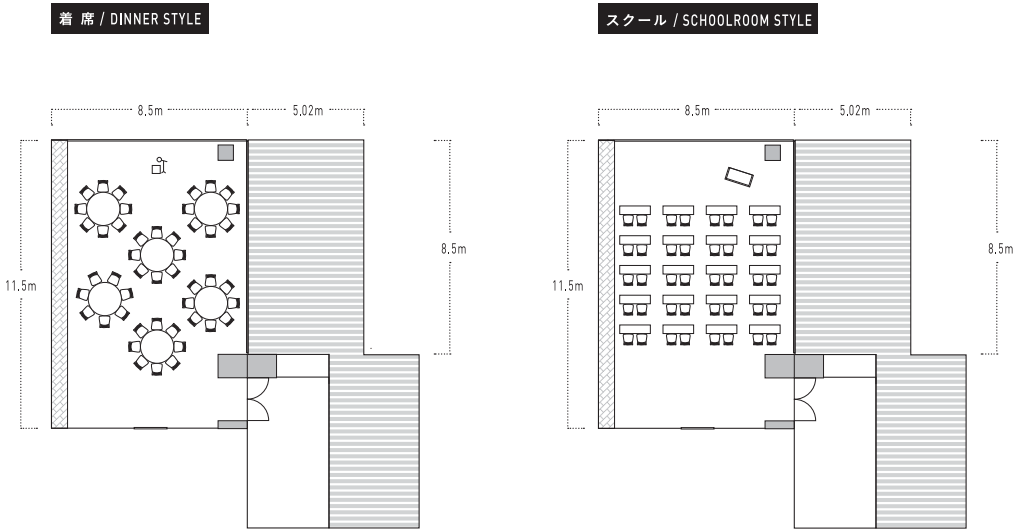 着 席 / DINNER STYLE
8.5m
5.02m
11.5m
8.5m
スクール / SCHOOLROOM STYLE
8.5m
5.02m
11.5m
8.5m